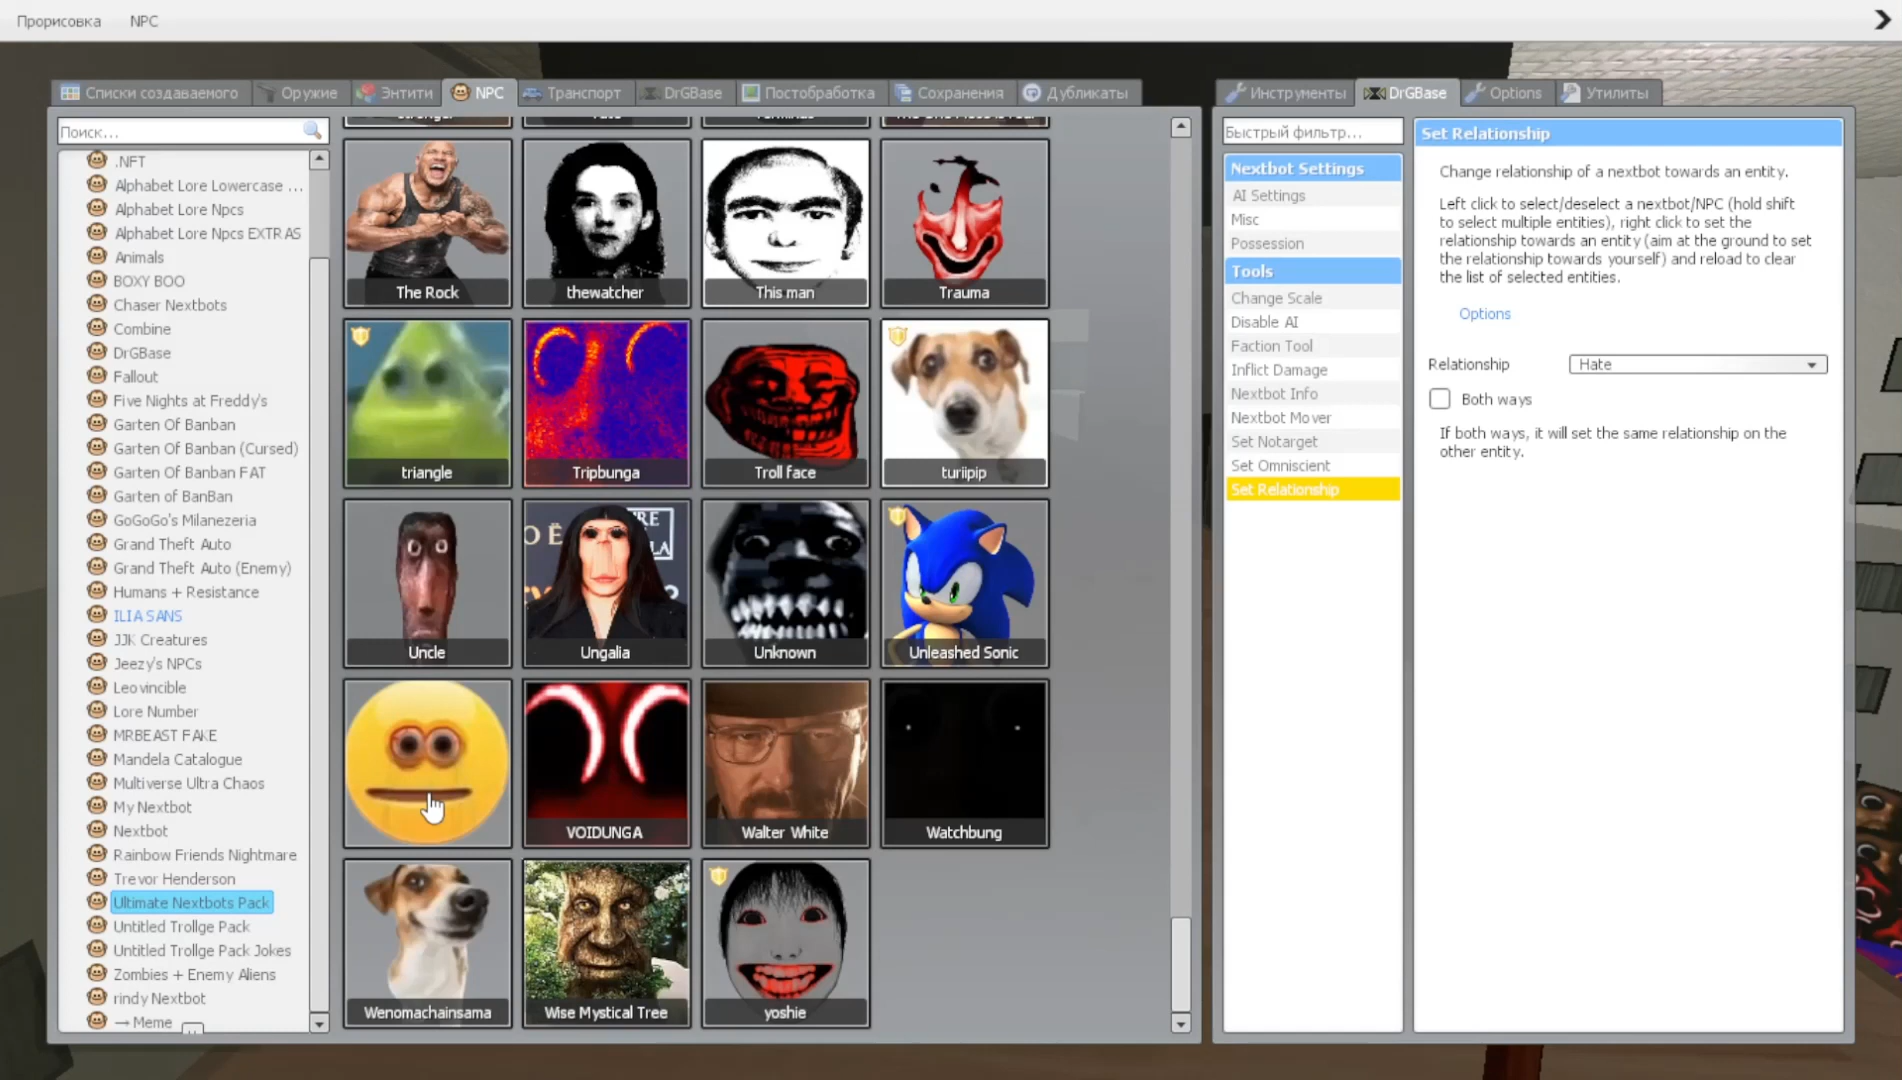 Прорисовка NPC
Списки создаваемого Оружие Энтити NPC Транспорт DrGBase Постобработка Сохранения Дубликаты
Инструменты DrGBase Options Утилиты
Поиск...
.NFT
Alphabet Lore Lowercase ...
Alphabet Lore Npcs
Alphabet Lore Npcs EXTRAS
Animals
BOXY BOO
Chaser Nextbots
Combine
DrGBase
Fallout
Five Nights at Freddy's
Garten Of Banban
Garten Of Banban (Cursed)
Garten Of Banban FAT
Garten of BanBan
GoGoGo's Milanezeria
Grand Theft Auto
Grand Theft Auto (Enemy)
Humans + Resistance
ILIA SANS
JJK Creatures
Jeezy's NPCs
Leovincible
Lore Number
MRBEAST FAKE
Mandela Catalogue
Multiverse Ultra Chaos
My Nextbot
Nextbot
Rainbow Friends Nightmare
Trevor Henderson
Ultimate Nextbots Pack
Untitled Trollge Pack
Untitled Trollge Pack Jokes
Zombies + Enemy Aliens
rindy Nextbot
→ Meme
The Rock
thewatcher
This man
Trauma
triangle
Tripbunga
Troll face
turiipip
Uncle
Ungalia
Unknown
Unleashed Sonic
VOIDUNGA
Walter White
Watchbung
Wenomachainsama
Wise Mystical Tree
yoshie
Быстрый фильтр...
Nextbot Settings
AI Settings
Misc
Possession
Tools
Change Scale
Disable AI
Faction Tool
Inflict Damage
Nextbot Info
Nextbot Mover
Set Notarget
Set Omniscient
Set Relationship
Set Relationship
Change relationship of a nextbot towards an entity.
Left click to select/deselect a nextbot/NPC (hold shift
to select multiple entities), right click to set the
relationship towards an entity (aim at the ground to set
the relationship towards yourself) and reload to clear
the list of selected entities.
Options
Relationship Hate
Both ways
If both ways, it will set the same relationship on the
other entity.